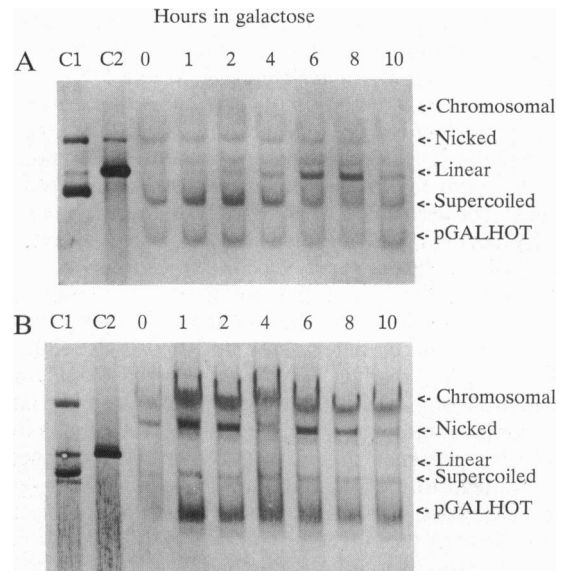 Hours in galactose
A C1 C2 0 1 2 4 6 8 10
<- Chromosomal
<- Nicked
<- Linear
<- Supercoiled
<- pGALHOT
B C1 C2 0 1 2 4 6 8 10
<- Chromosomal
<- Nicked
<- Linear
<- Supercoiled
<- pGALHOT